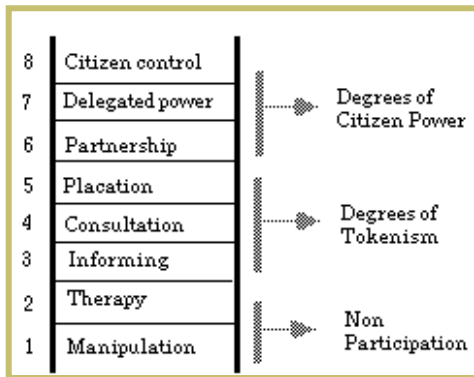 8 Citizen control
7 Delegated power
6 Partnership
Degrees of
Citizen Power
5 Placation
4 Consultation
3 Informing
Degrees of
Tokenism
2 Therapy
1 Manipulation
Non
Participation